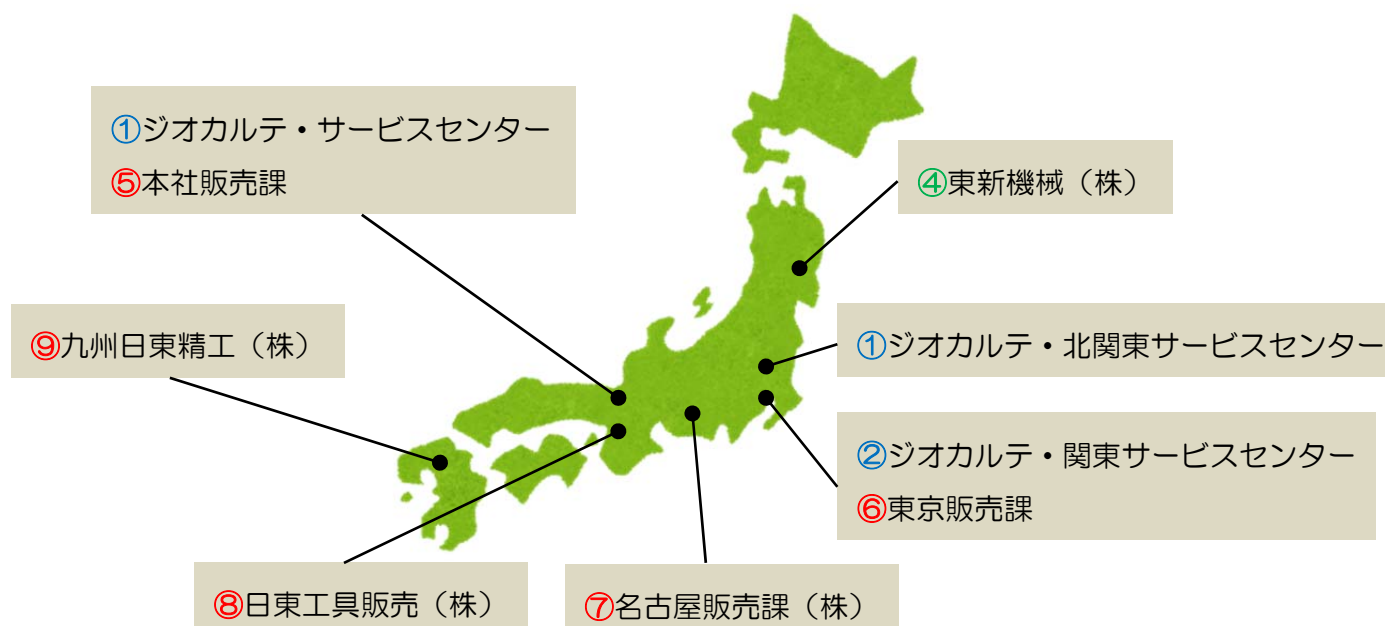 ①ジオカルテ・サービスセンター
⑤本社販売課
④東新機械（株）
⑨九州日東精工（株）
①ジオカルテ・北関東サービスセンター
②ジオカルテ・関東サービスセンター
⑥東京販売課
⑧日東工具販売（株）
⑦名古屋販売課（株）